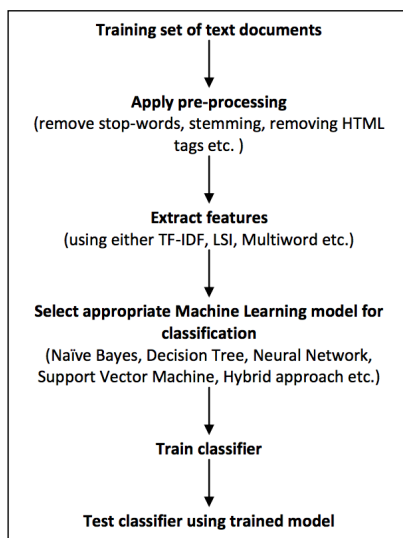 Training set of text documents
Apply pre-processing
(remove stop-words, stemming, removing HTML
tags etc. )
Extract features
(using either TF-IDF, LSI, Multiword etc.)
Select appropriate Machine Learning model for
classification
(Naïve Bayes, Decision Tree, Neural Network,
Support Vector Machine, Hybrid approach etc.)
Train classifier
Test classifier using trained model